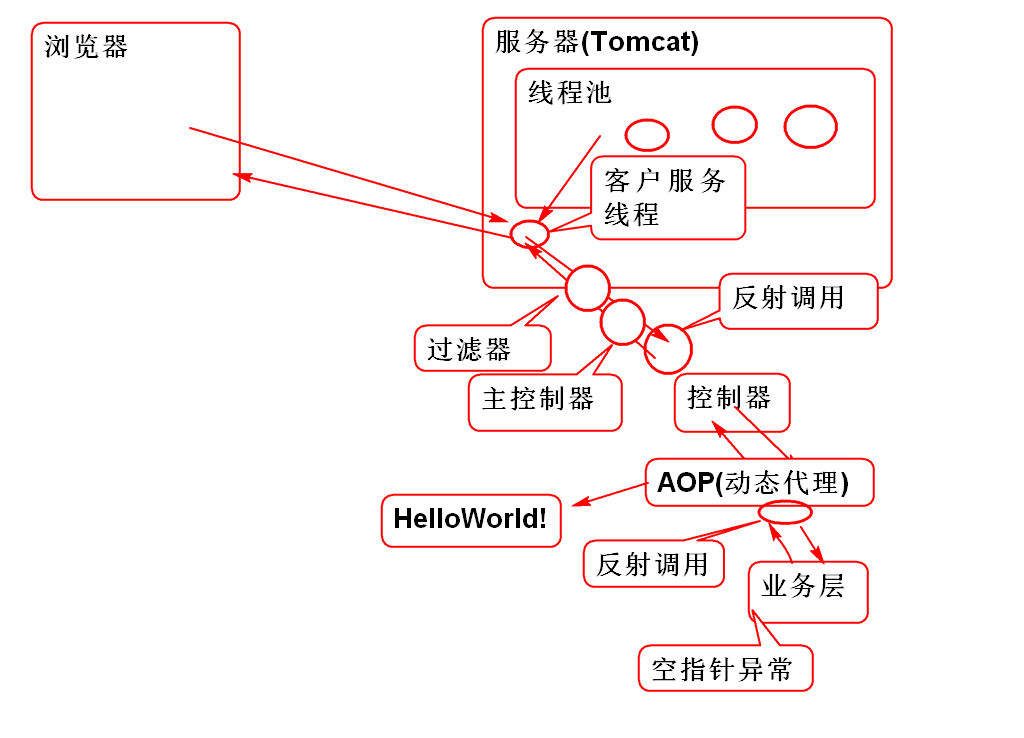 浏览器
服务器(Tomcat)
线程池
客户服务
线程
反射调用
过滤器
主控制器
控制器
AOP(动态代理)
HelloWorld!
反射调用
业务层
空指针异常